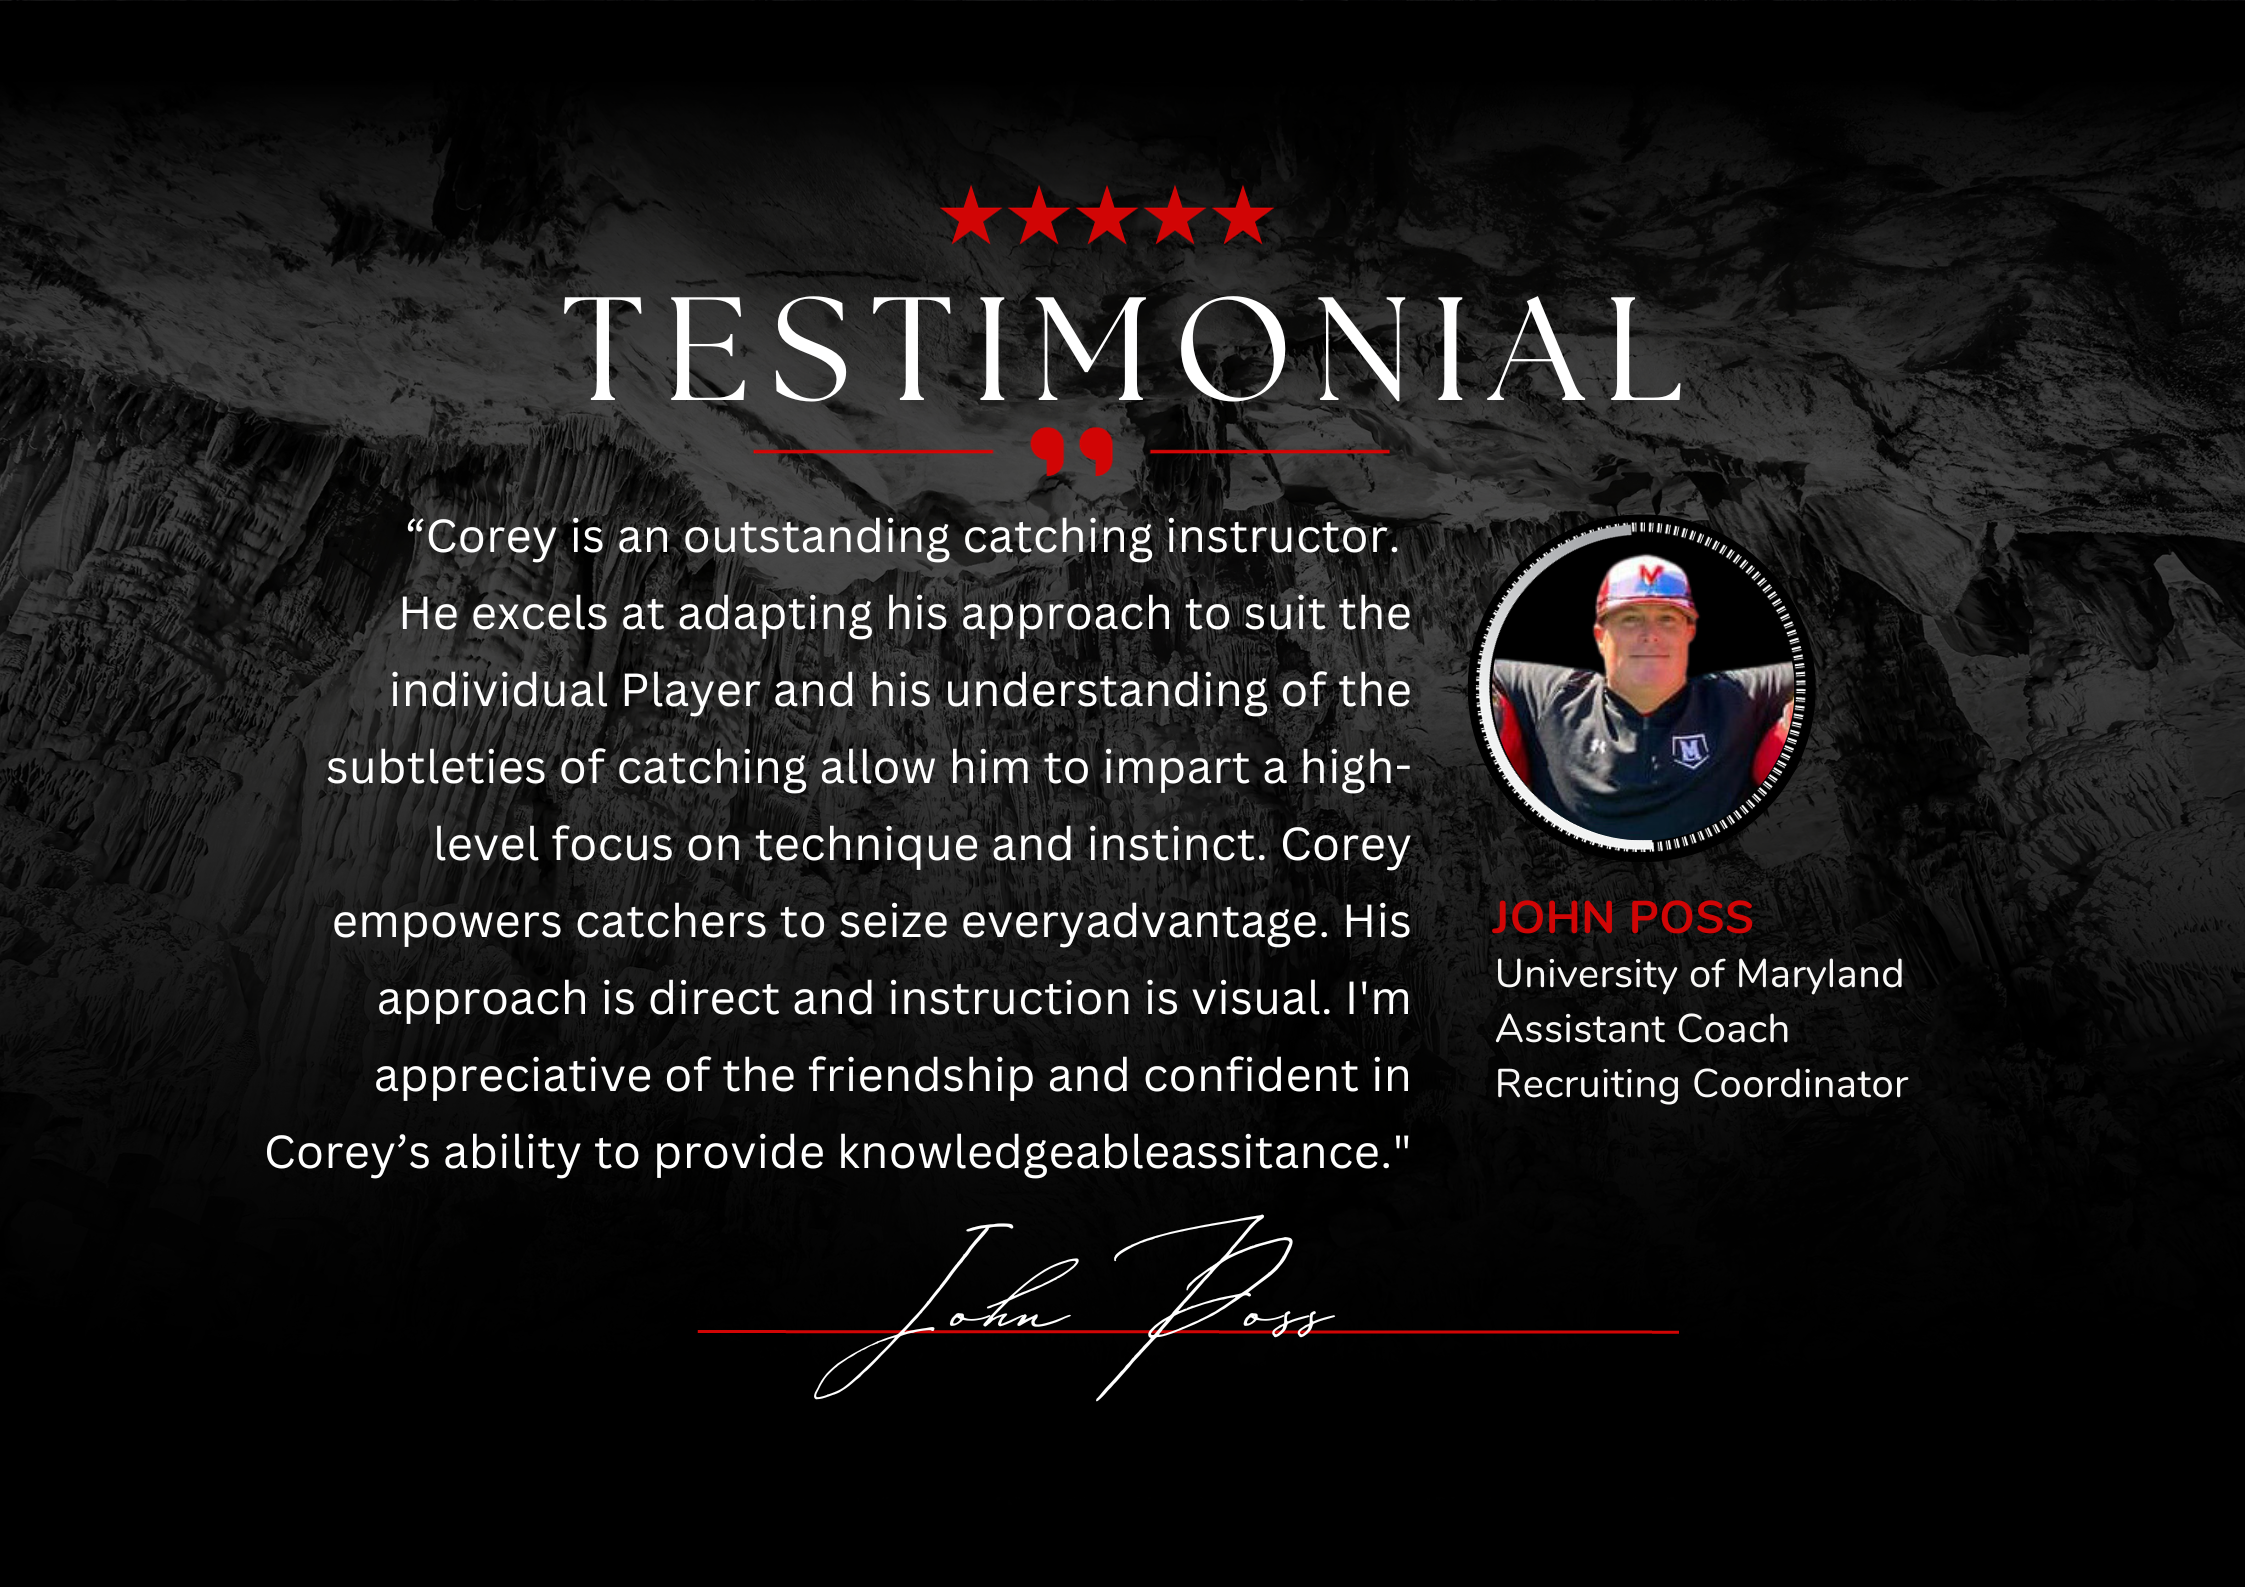 TESTIMONIAL
“Corey is an outstanding catching instructor.
He excels at adapting his approach to suit the
individual Player and his understanding of the
subtleties of catching allow him to impart a high-
level focus on technique and instinct. Corey
empowers catchers to seize everyadvantage. His
approach is direct and instruction is visual. I'm
appreciative of the friendship and confident in
Corey’s ability to provide knowledgeableassitance."
M
M
JOHN POSS
University of Maryland
Assistant Coach
Recruiting Coordinator
John Poss